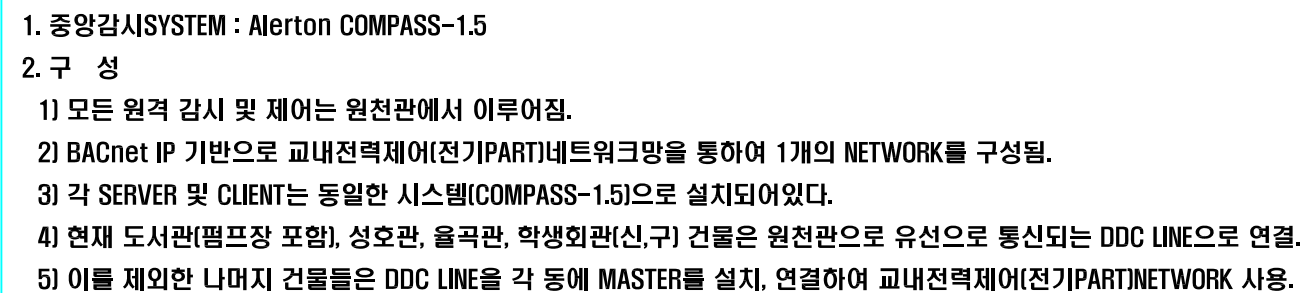 1. 중앙감시SYSTEM : Alerton COMPASS-1.5
2. 구 성
1) 모든 원격 감시 및 제어는 원천관에서 이루어짐.
2) BACnet IP 기반으로 교내전력제어(전기PART)네트워크망을 통하여 1개의 NETWORK를 구성됨.
3) 각 SERVER 및 CLIENT는 동일한 시스템(COMPASS-1.5)으로 설치되어있다.
4) 현재 도서관(펌프장 포함), 성호관, 율곡관, 학생회관(신,구) 건물은 원천관으로 유선으로 통신되는 DDC LINE으로 연결.
5) 이를 제외한 나머지 건물들은 DDC LINE을 각 동에 MASTER를 설치, 연결하여 교내전력제어(전기PART)NETWORK 사용.